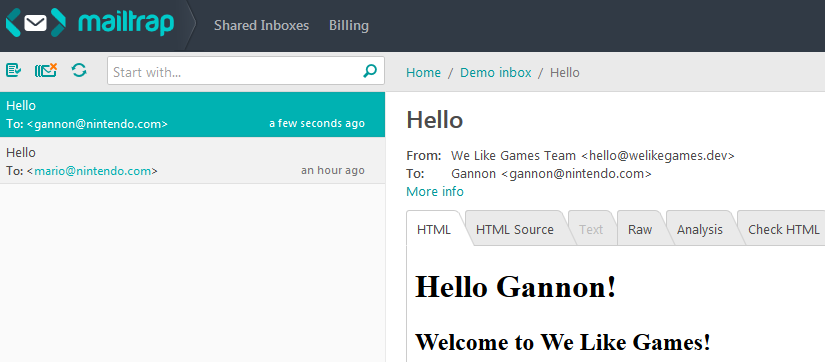 mailtrap
Shared Inboxes
Billing
Start with...
Hello
To: <gannon@nintendo.com>
a few seconds ago
Hello
To: <mario@nintendo.com>
an hour ago
Home / Demo inbox / Hello
Hello
From: We Like Games Team <hello@welikegames.dev>
To: Gannon <gannon@nintendo.com>
More info
HTML
HTML Source
Text
Raw
Analysis
Check HTML
Hello Gannon!
Welcome to We Like Games!